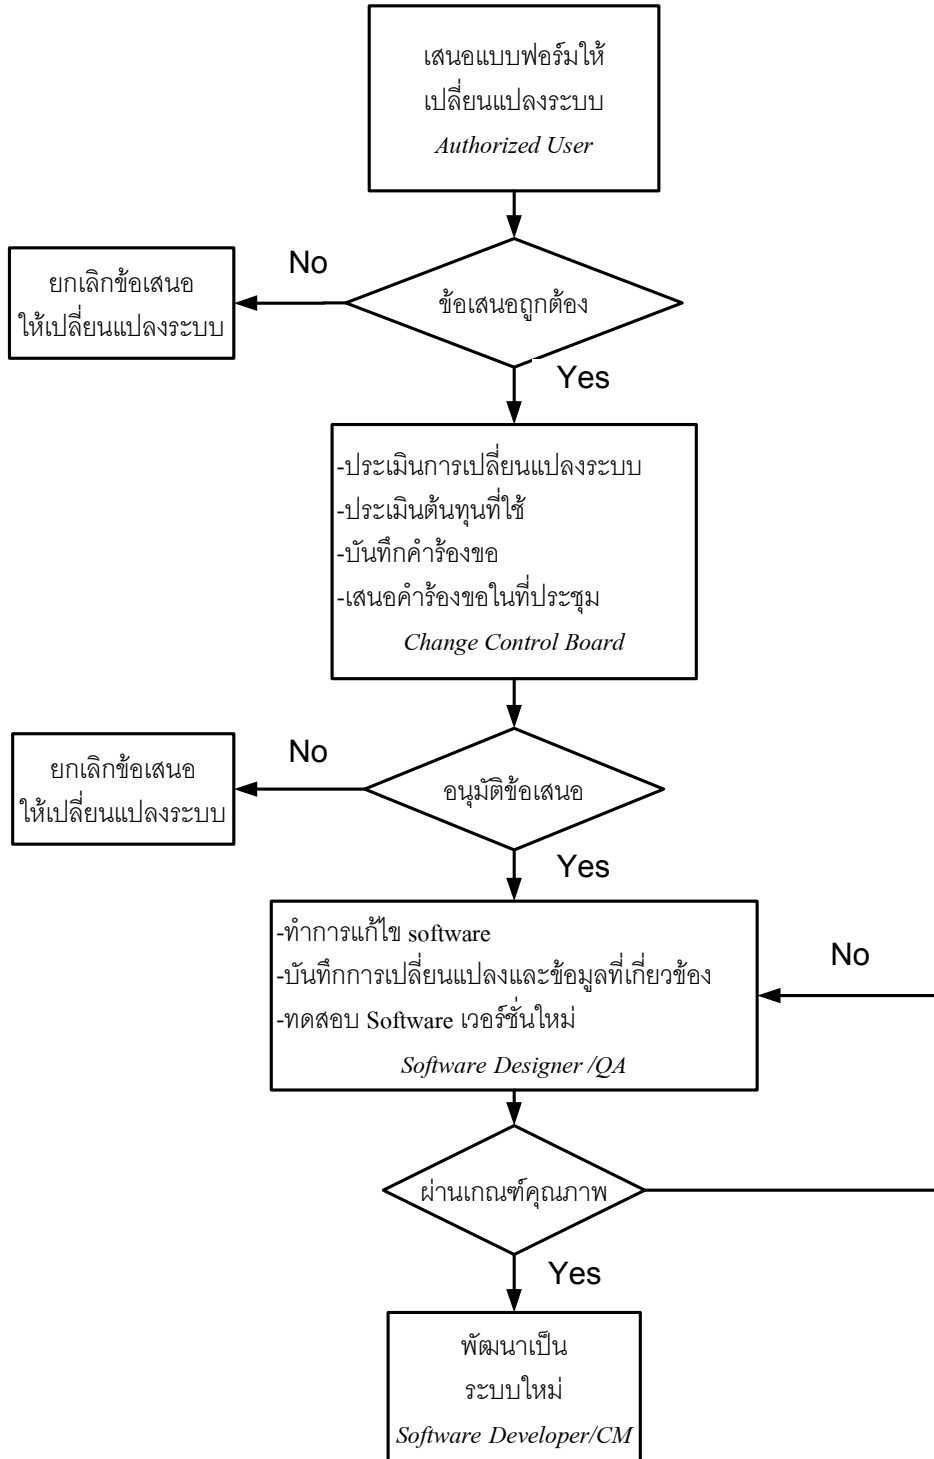 เสนอแบบฟอร์มให้
เปลี่ยนแปลงระบบ
Authorized User
No
ยกเลิกข้อเสนอ
ให้เปลี่ยนแปลงระบบ
ข้อเสนอถูกต้อง
Yes
-ประเมินการเปลี่ยนแปลงระบบ
-ประเมินต้นทุนที่ใช้
-บันทึกคำร้องขอ
-เสนอคำร้องขอในที่ประชุม
Change Control Board
No
ยกเลิกข้อเสนอ
ให้เปลี่ยนแปลงระบบ
อนุมัติข้อเสนอ
Yes
-ทำการแก้ไข software
-บันทึกการเปลี่ยนแปลงและข้อมูลที่เกี่ยวข้อง
-ทดสอบ Software เวอร์ชั่นใหม่
Software Designer /QA
No
ผ่านเกณฑ์คุณภาพ
Yes
พัฒนาเป็น
ระบบใหม่
Software Developer/CM